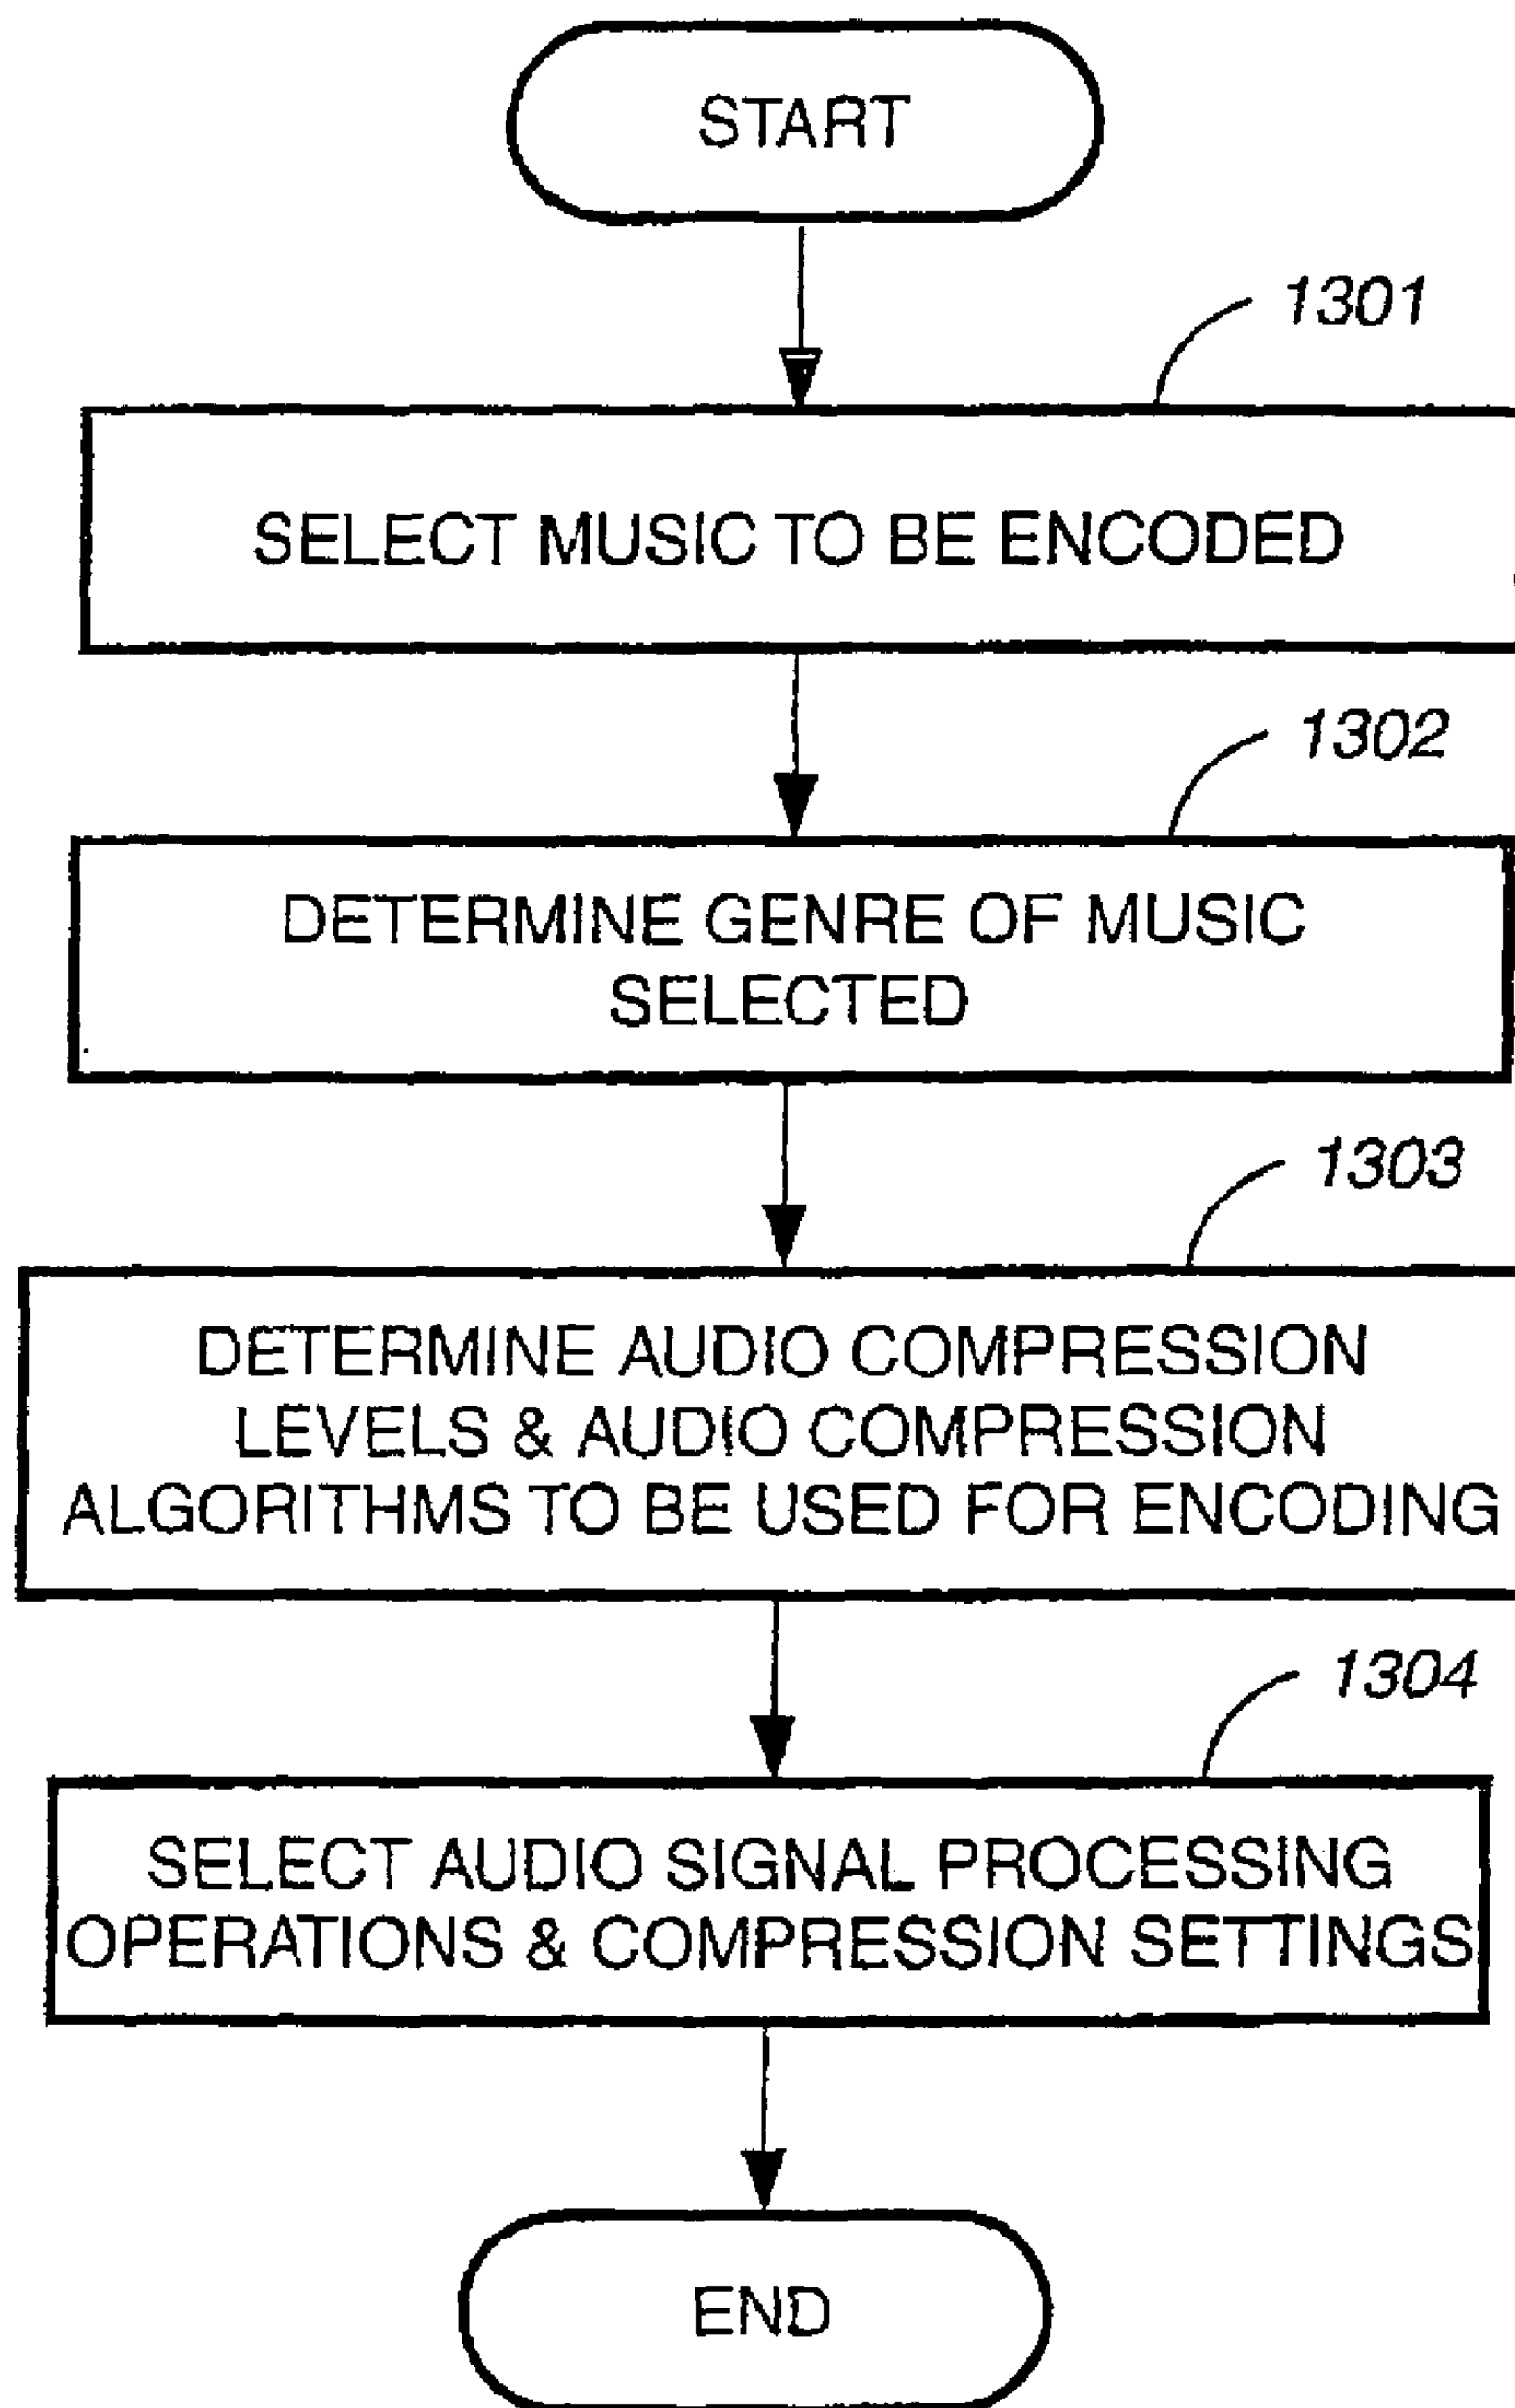 START
1301
SELECT MUSIC TO BE ENCODED
1302
DETERMINE GENRE OF MUSIC
SELECTED
1303
DETERMINE AUDIO COMPRESSION
LEVELS & AUDIO COMPRESSION
ALGORITHMS TO BE USED FOR ENCODING
1304
SELECT AUDIO SIGNAL PROCESSING
OPERATIONS & COMPRESSION SETTINGS
END